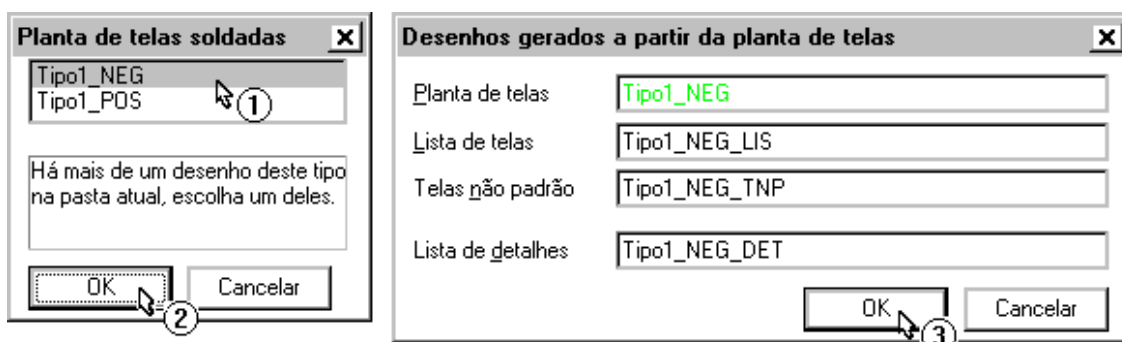 Planta de telas soldadas
Tipo1_NEG
Tipo1_POS
1
Há mais de um desenho deste tipo
na pasta atual, escolha um deles.
OK
Cancelar
2
Desenhos gerados a partir da planta de telas
Planta de telas
Tipo1_NEG
Lista de telas
Tipo1_NEG_LIS
Telas não padrão
Tipo1_NEG_TNP
Lista de detalhes
Tipo1_NEG_DET
OK
Cancelar
3